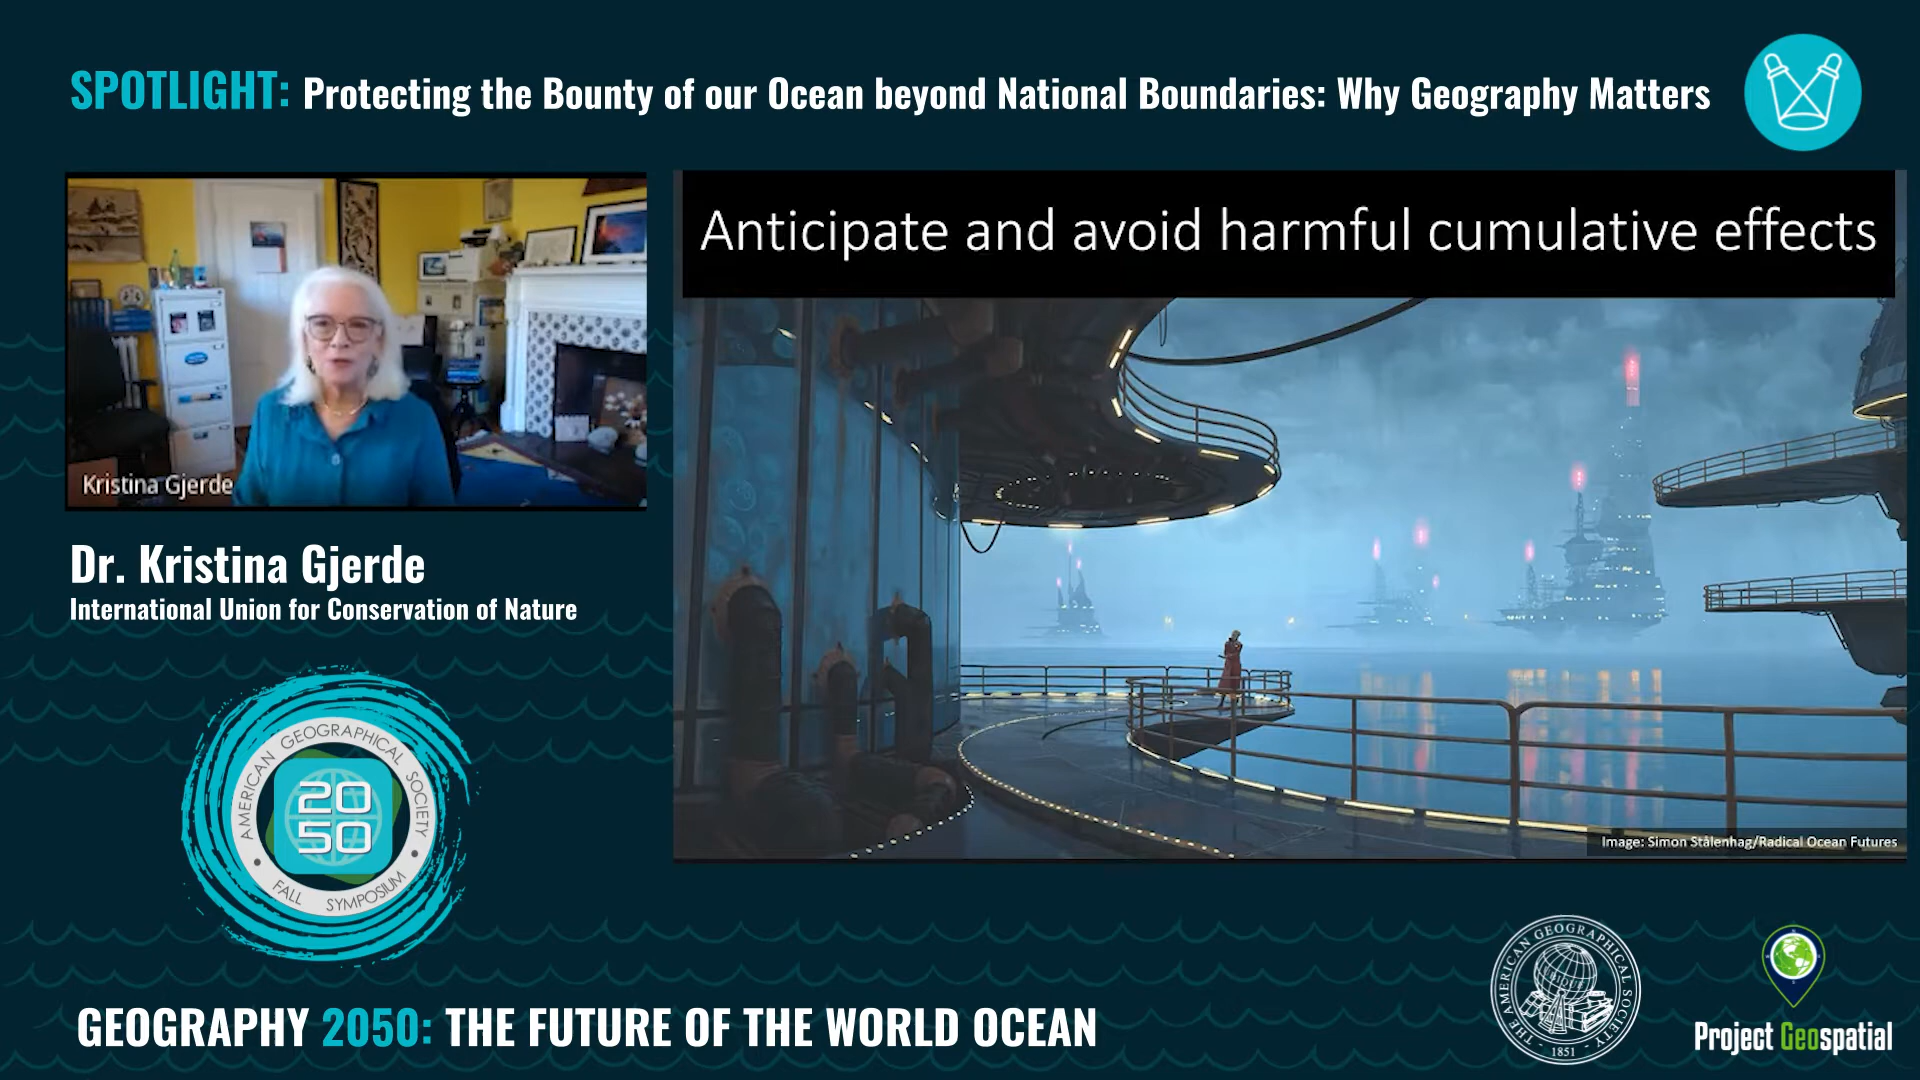 SPOTLIGHT: Protecting the Bounty of our Ocean beyond National Boundaries: Why Geography Matters
Anticipate and avoid harmful cumulative effects
Kristina Gjerde
Dr. Kristina Gjerde
International Union for Conservation of Nature
Image: Simon Stålenhag/Radical Ocean Futures
AMERICAN GEOGRAPHICAL SOCIETY
20
50
FALL SYMPOSIUM
THE AMERICAN GEOGRAPHICAL SOCIETY
1851
Project Geospatial
GEOGRAPHY 2050: THE FUTURE OF THE WORLD OCEAN